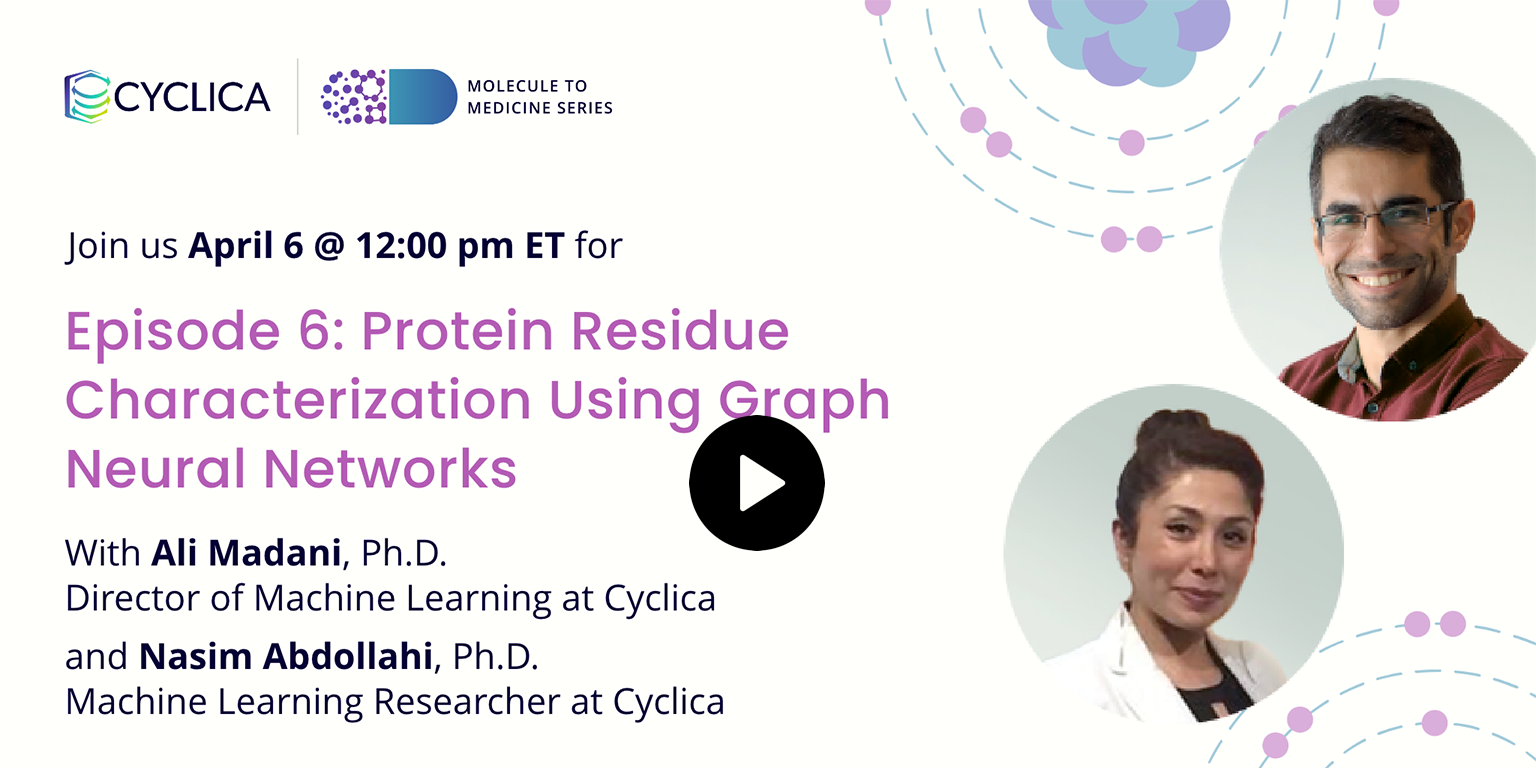 CYCLICA
MOLECULE TO
MEDICINE SERIES
Join us April 6 @ 12:00 pm ET for
Episode 6: Protein Residue
Characterization Using Graph
Neural Networks
With Ali Madani, Ph.D.
Director of Machine Learning at Cyclica
and Nasim Abdollahi, Ph.D.
Machine Learning Researcher at Cyclica